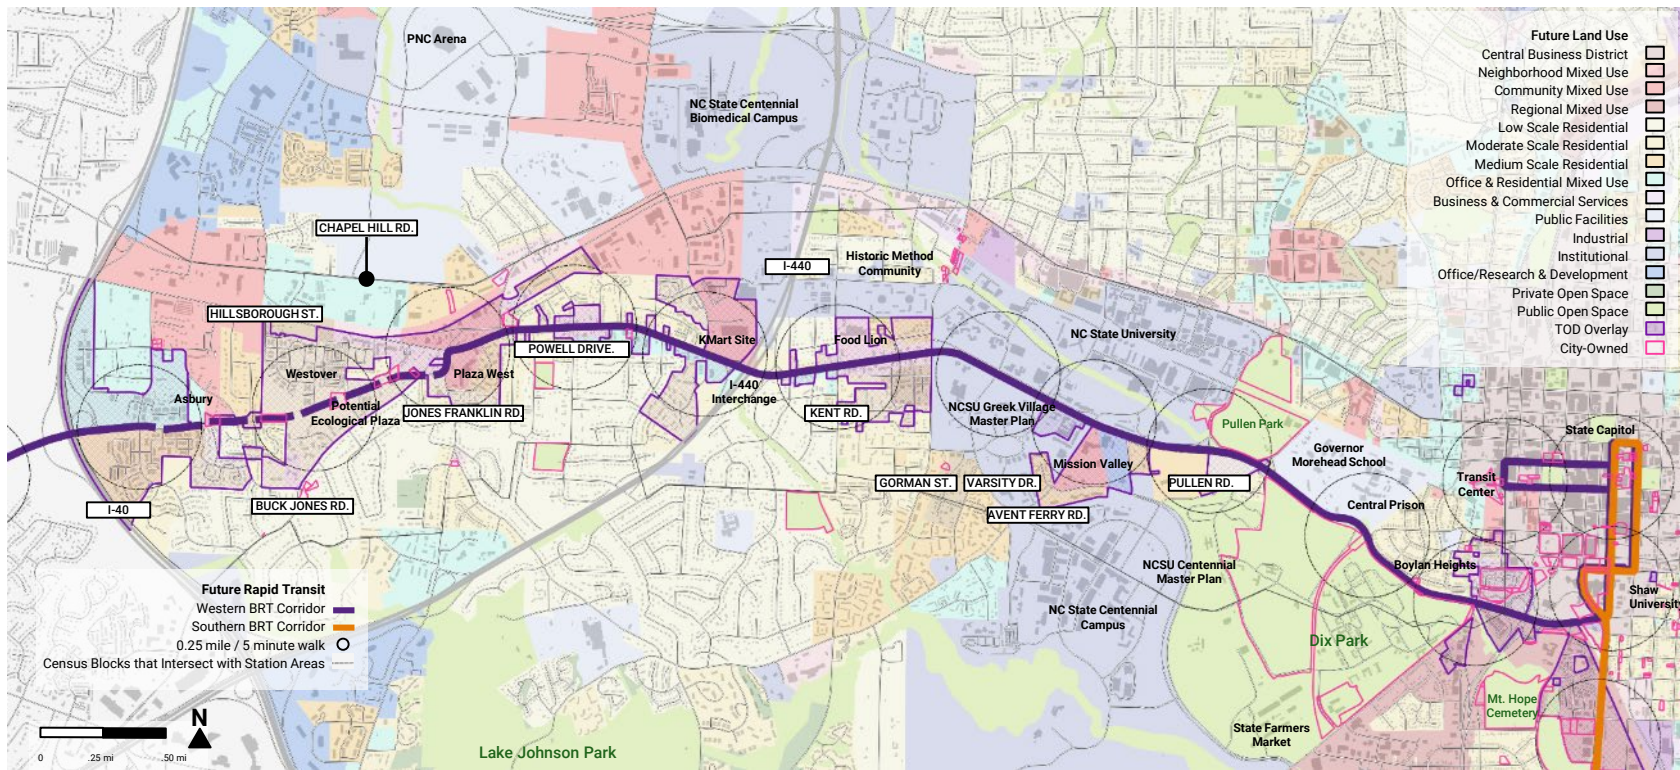 PNC Arena
NC State Centennial
Biomedical Campus
CHAPEL HILL RD.
I-440
Historic Method
Community
HILLSBOROUGH ST.
POWELL DRIVE.
KMart Site
Food Lion
NC State University
Westover
Plaza West
Asbury
Potential
Ecological Plaza
JONES FRANKLIN RD.
I-440
Interchange
KENT RD.
NCSU Greek Village
Master Plan
Pullen Park
Governor
Morehead School
State Capitol
Mission Valley
GORMAN ST.
VARSITY DR.
PULLEN RD.
Transit
Center
I-40
BUCK JONES RD.
AVENT FERRY RD.
Central Prison
NCSU Centennial
Master Plan
Boylan Heights
NC State Centennial
Campus
Shaw
University
Dix Park
Mt. Hope
Cemetery
State Farmers
Market
Lake Johnson Park
Future Land Use
Central Business District
Neighborhood Mixed Use
Community Mixed Use
Regional Mixed Use
Low Scale Residential
Moderate Scale Residential
Medium Scale Residential
Office & Residential Mixed Use
Business & Commercial Services
Public Facilities
Industrial
Institutional
Office/Research & Development
Private Open Space
Public Open Space
TOD Overlay
City-Owned
Future Rapid Transit
Western BRT Corridor
Southern BRT Corridor
0.25 mile / 5 minute walk
Census Blocks that Intersect with Station Areas
N
0 .25 mi .50 mi